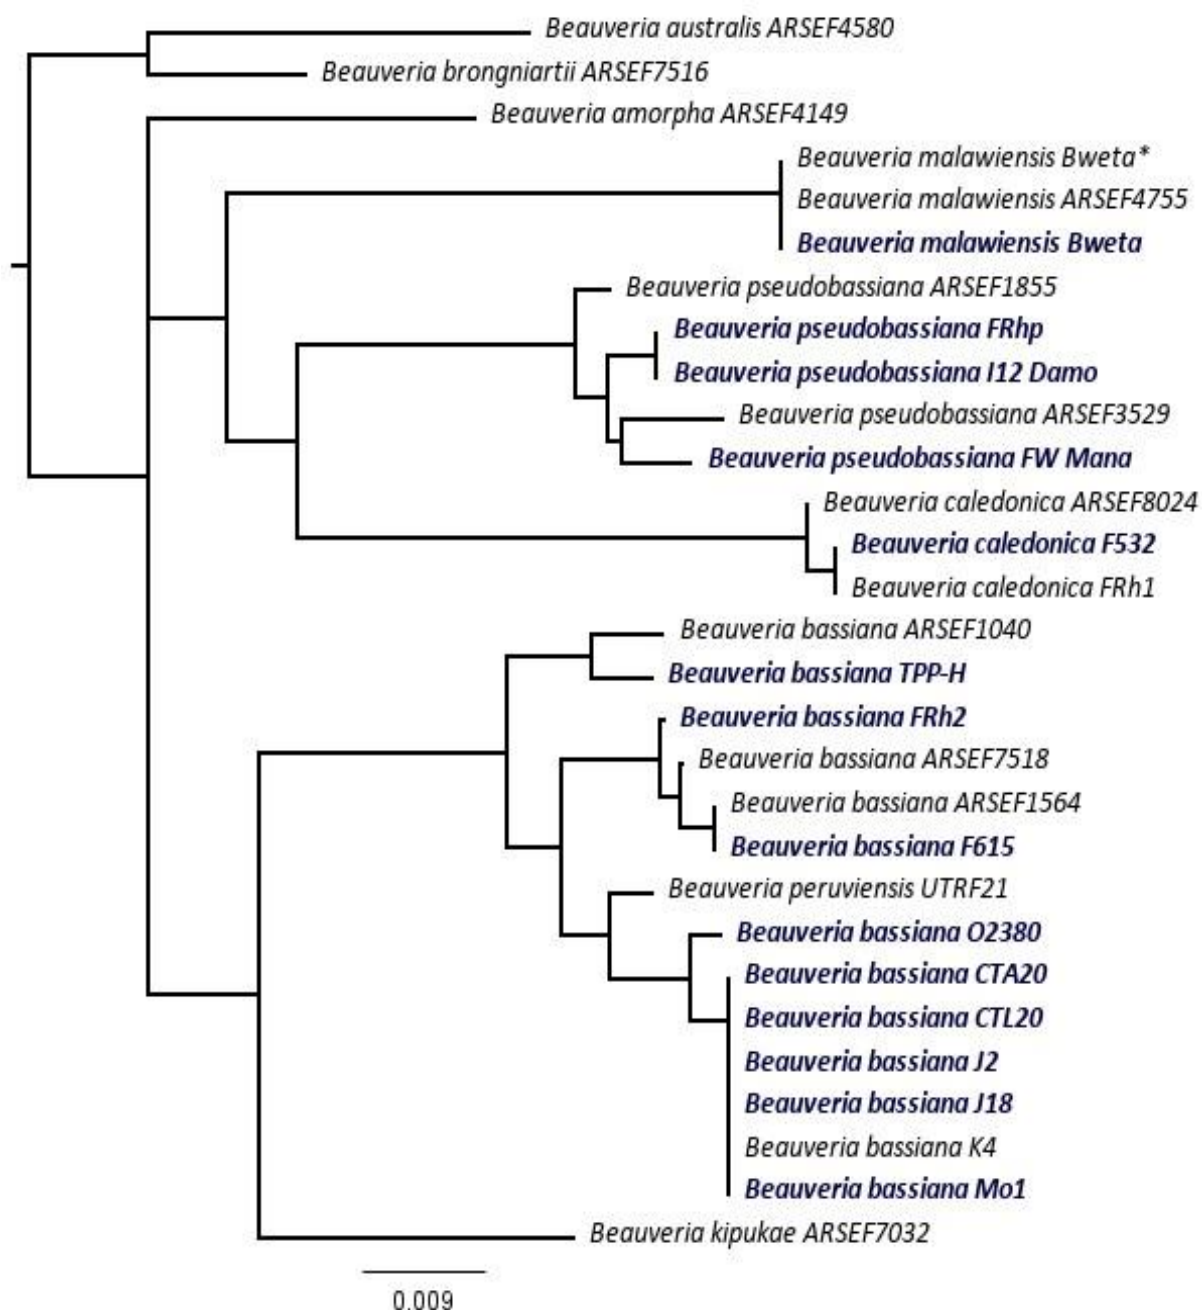 Beauveria australis ARSEF4580
Beauveria brongniartii ARSEF7516
Beauveria amorpha ARSEF4149
Beauveria malawiensis Bweta*
Beauveria malawiensis ARSEF4755
Beauveria malawiensis Bweta
Beauveria pseudobassiana ARSEF1855
Beauveria pseudobassiana FRhp
Beauveria pseudobassiana I12 Damo
Beauveria pseudobassiana ARSEF3529
Beauveria pseudobassiana FW Mana
Beauveria caledonica ARSEF8024
Beauveria caledonica F532
Beauveria caledonica FRh1
Beauveria bassiana ARSEF1040
Beauveria bassiana TPP-H
Beauveria bassiana FRh2
Beauveria bassiana ARSEF7518
Beauveria bassiana ARSEF1564
Beauveria bassiana F615
Beauveria peruviensis UTRF21
Beauveria bassiana O2380
Beauveria bassiana CTA20
Beauveria bassiana CTL20
Beauveria bassiana J2
Beauveria bassiana J18
Beauveria bassiana K4
Beauveria bassiana Mo1
Beauveria kipukae ARSEF7032
0.009